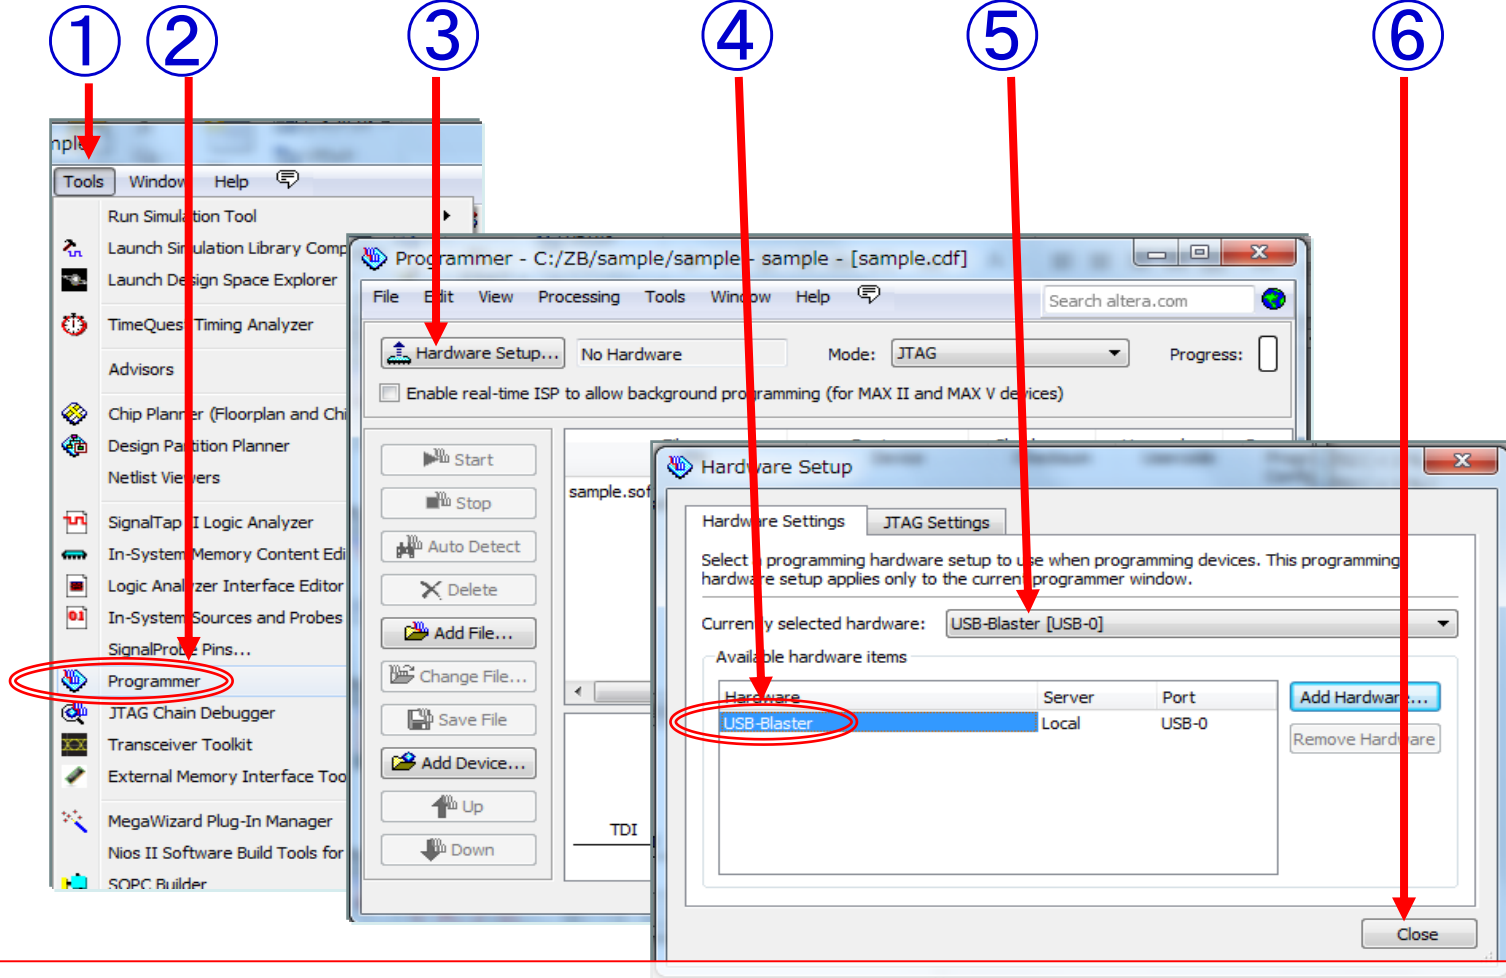 ① ② ③ ④ ⑤ ⑥
Tools Window Help
Run Simulation Tool
Launch Simulation Library Comp
Launch Design Space Explorer
TimeQuest Timing Analyzer
Advisors
Chip Planner (Floorplan and Chi
Design Partition Planner
Netlist Viewers
SignalTap II Logic Analyzer
In-System Memory Content Edi
Logic Analyzer Interface Editor
In-System Sources and Probes
SignalProbe Pins...
Programmer
JTAG Chain Debugger
Transceiver Toolkit
External Memory Interface Too
MegaWizard Plug-In Manager
Nios II Software Build Tools for
SOPC Builder
Programmer - C:/ZB/sample/sample - sample - [sample.cdf]
File Edit View Processing Tools Window Help
Search altera.com
Hardware Setup... No Hardware Mode: JTAG Progress:
Enable real-time ISP to allow background programming (for MAX II and MAX V devices)
Start
Stop
Auto Detect
Delete
Add File...
Change File...
Save File
Add Device...
Up
Down
sample.sof
TDI
Hardware Setup
Hardware Settings JTAG Settings
Select a programming hardware setup to use when programming devices. This programming
hardware setup applies only to the current programmer window.
Currently selected hardware: USB-Blaster [USB-0]
Available hardware items
Hardware Server Port
USB-Blaster Local USB-0
Add Hardware...
Remove Hardware
Close